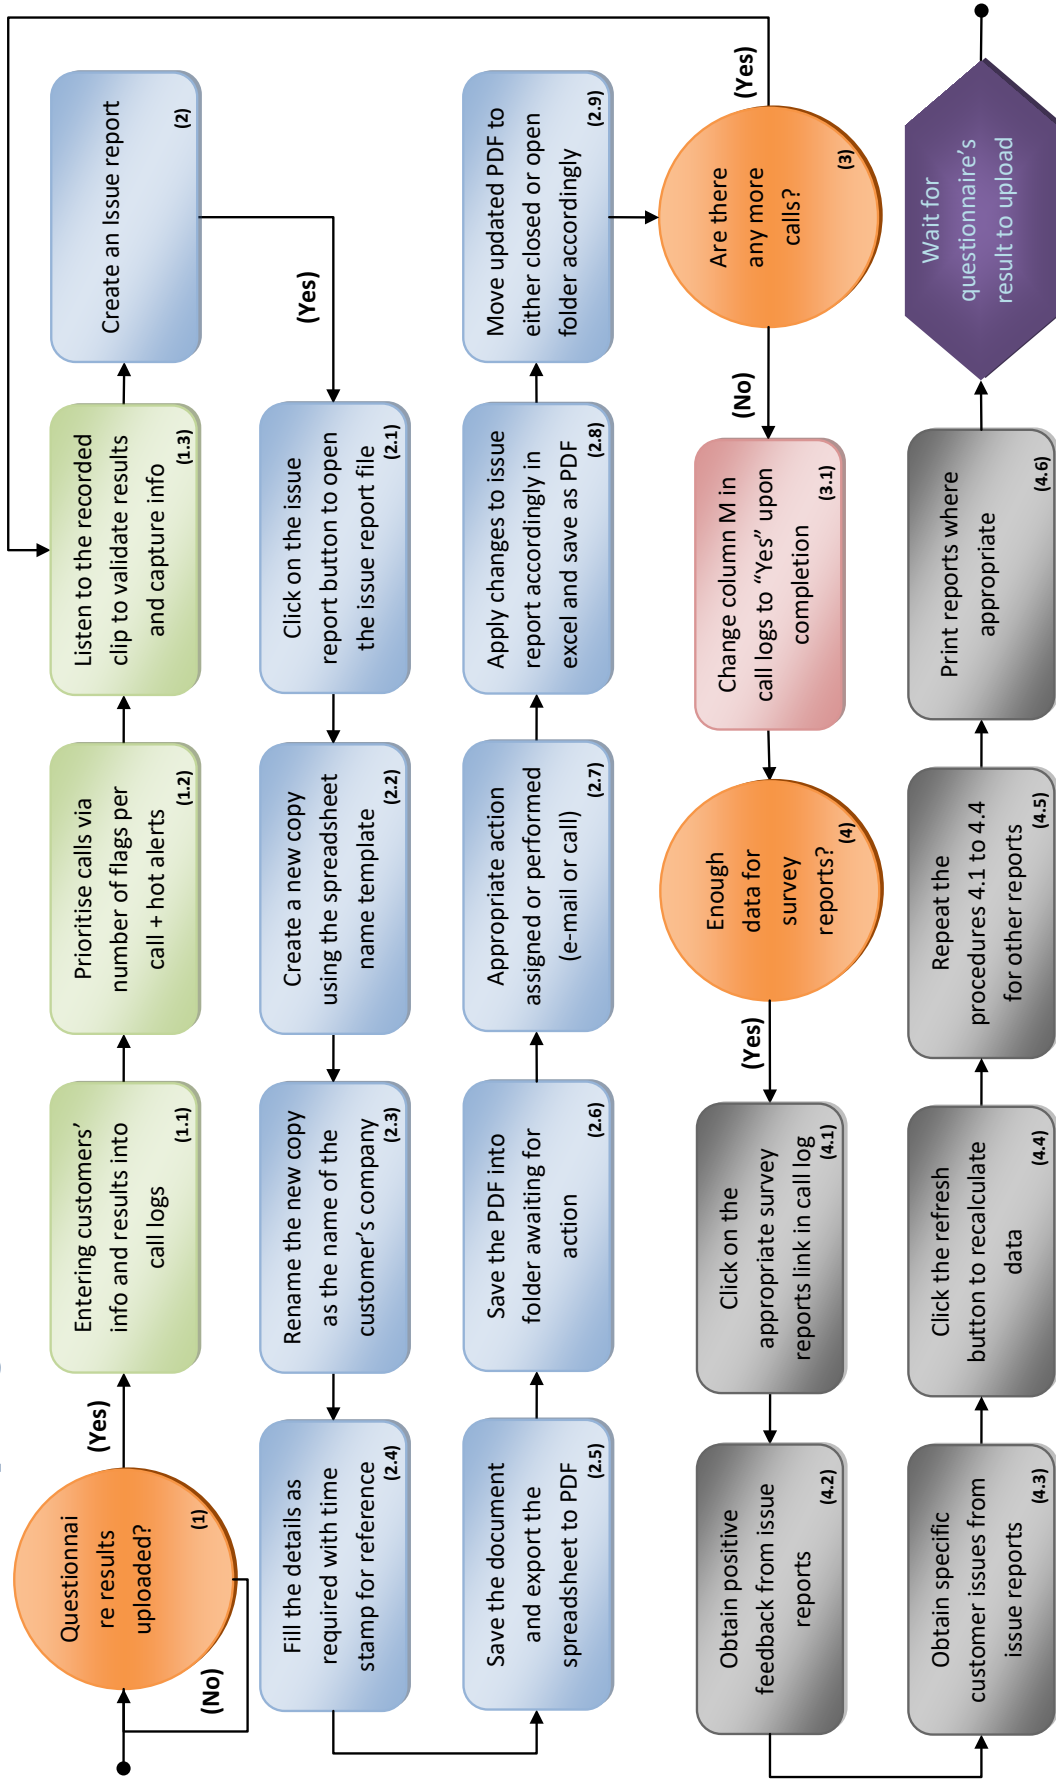 Questionnai
re results
uploaded?
(1)
(No)
(Yes)
Entering customers’
info and results into
call logs
(1.1)
Prioritise calls via
number of flags per
call + hot alerts
(1.2)
Listen to the recorded
clip to validate results
and capture info
(1.3)
Create an Issue report
(2)
(Yes)
Click on the issue
report button to open
the issue report file
(2.1)
Create a new copy
using the spreadsheet
name template
(2.2)
Rename the new copy
as the name of the
customer’s company
(2.3)
Fill the details as
required with time
stamp for reference
(2.4)
Save the document
and export the
spreadsheet to PDF
(2.5)
Save the PDF into
folder awaiting for
action
(2.6)
Appropriate action
assigned or performed
(e-mail or call)
(2.7)
Apply changes to issue
report accordingly in
excel and save as PDF
(2.8)
Move updated PDF to
either closed or open
folder accordingly
(2.9)
Are there
any more
calls?
(3)
(Yes)
(No)
Change column M in
call logs to “Yes” upon
completion
(3.1)
Enough
data for
survey
reports?
(4)
(Yes)
Click on the
appropriate survey
reports link in call log
(4.1)
Obtain positive
feedback from issue
reports
(4.2)
Obtain specific
customer issues from
issue reports
(4.3)
Click the refresh
button to recalculate
data
(4.4)
Repeat the
procedures 4.1 to 4.4
for other reports
(4.5)
Print reports where
appropriate
(4.6)
Wait for
questionnaire’s
result to upload